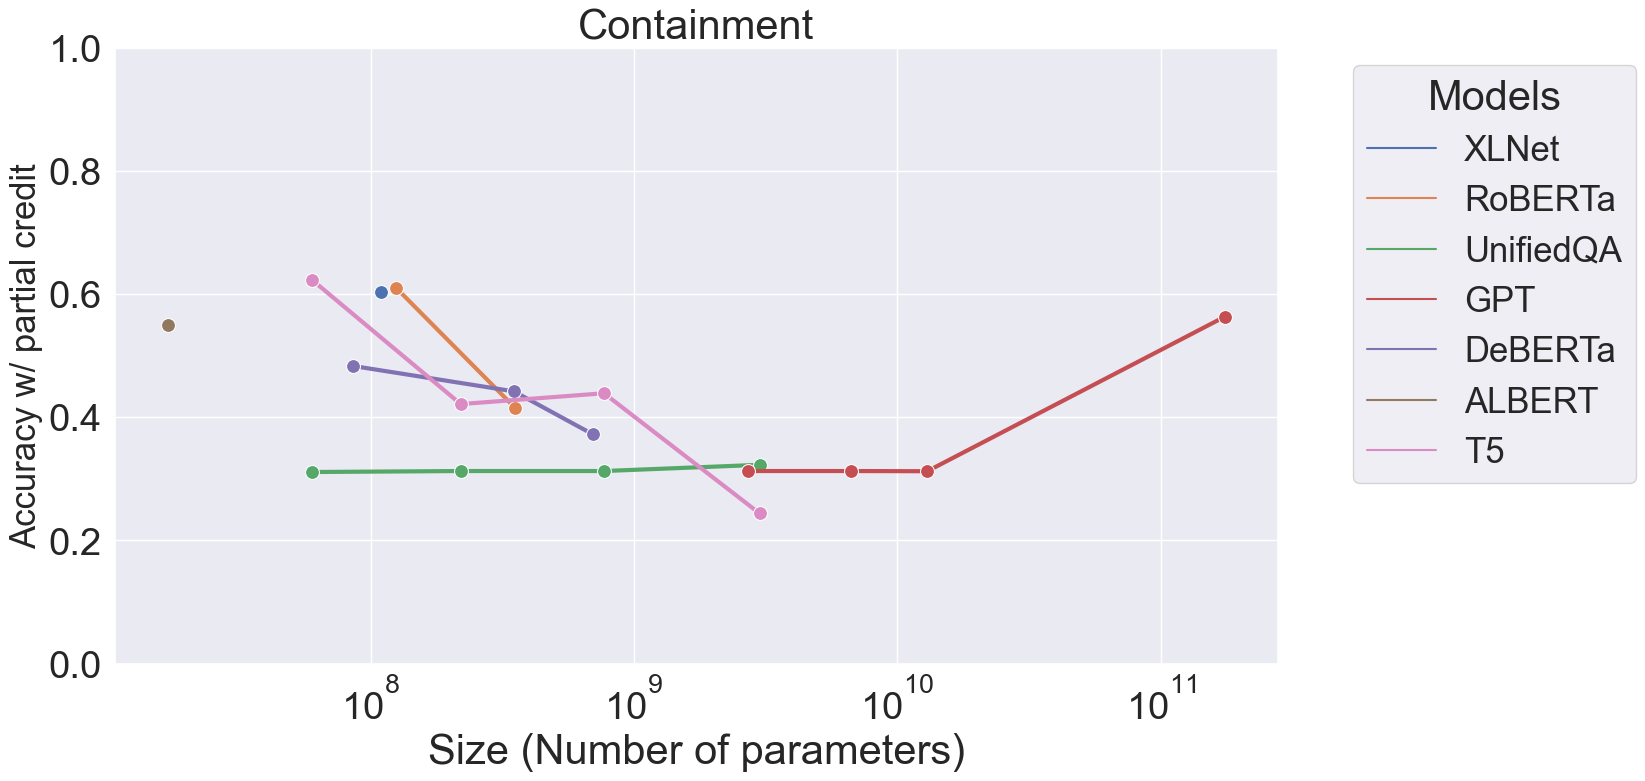 Containment
Accuracy w/ partial credit
1.0
0.8
0.6
0.4
0.2
0.0
10^8
10^9
10^10
10^11
Size (Number of parameters)
Models
XLNet
RoBERTa
UnifiedQA
GPT
DeBERTa
ALBERT
T5